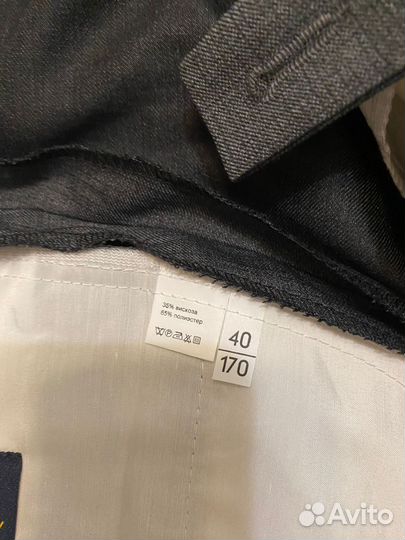 35% вискоза
65% полиэстер
40
170
Avito